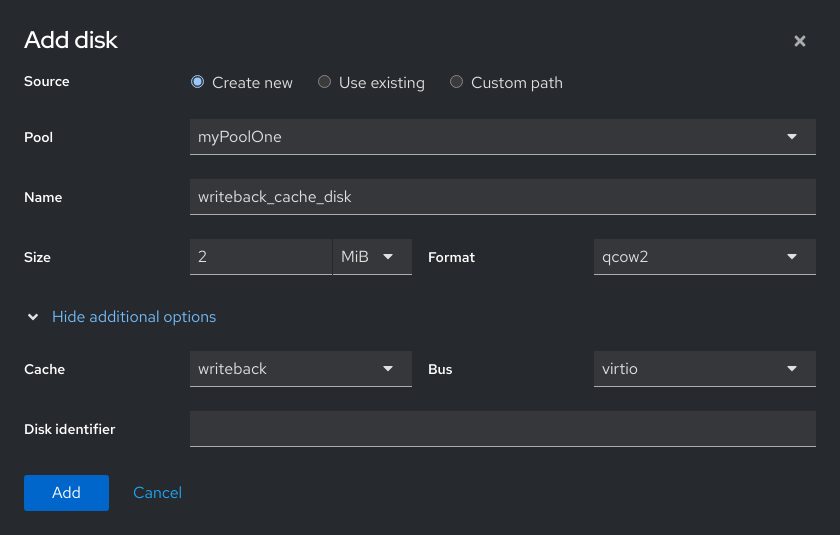 Add disk
Source Create new Use existing Custom path
Pool myPoolOne
Name writeback_cache_disk
Size 2 MiB Format qcow2
Hide additional options
Cache writeback Bus virtio
Disk identifier
Add Cancel